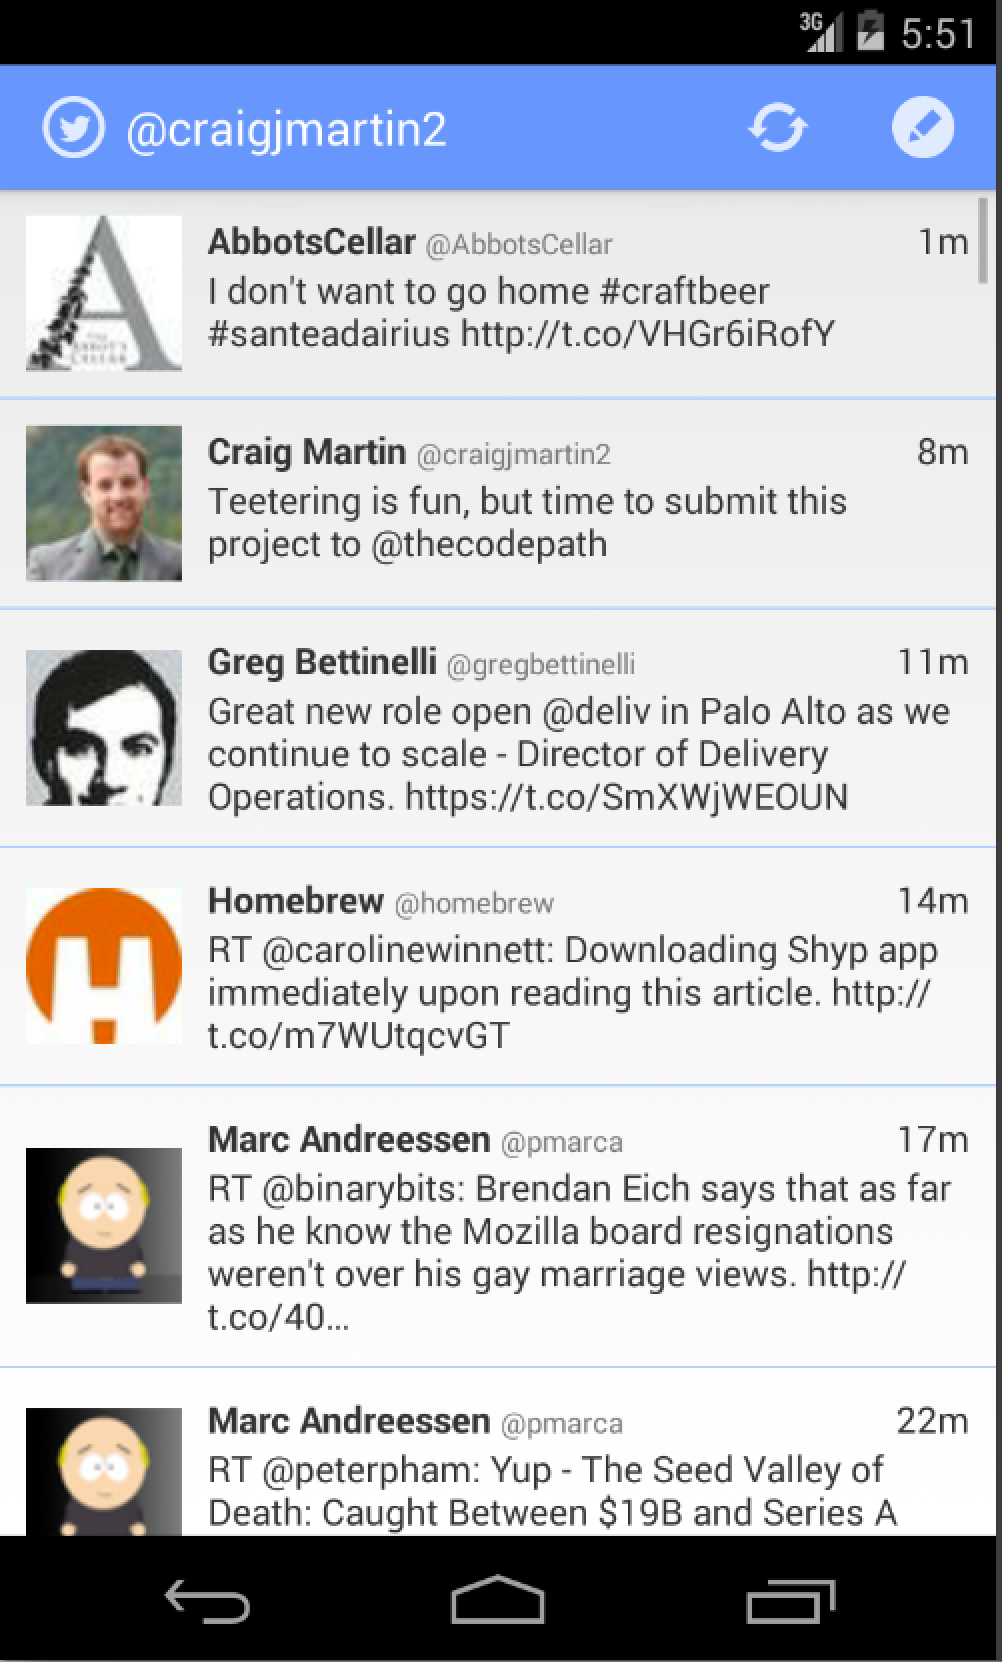 3G 5:51
@craigjmartin2
AbbotsCellar @AbbotsCellar 1m
I don't want to go home #craftbeer
#santeadairius http://t.co/VHGr6iRofY
Craig Martin @craigjmartin2 8m
Teetering is fun, but time to submit this
project to @thecodepath
Greg Bettinelli @gregbettinelli 11m
Great new role open @deliv in Palo Alto as we
continue to scale - Director of Delivery
Operations. https://t.co/SmXWjWEOUN
Homebrew @homebrew 14m
RT @carolinewinnett: Downloading Shyp app
immediately upon reading this article. http://
t.co/m7WUtqcvGT
Marc Andreessen @pmarca 17m
RT @binarybits: Brendan Eich says that as far
as he know the Mozilla board resignations
weren't over his gay marriage views. http://
t.co/40…
Marc Andreessen @pmarca 22m
RT @peterpham: Yup - The Seed Valley of
Death: Caught Between $19B and Series A